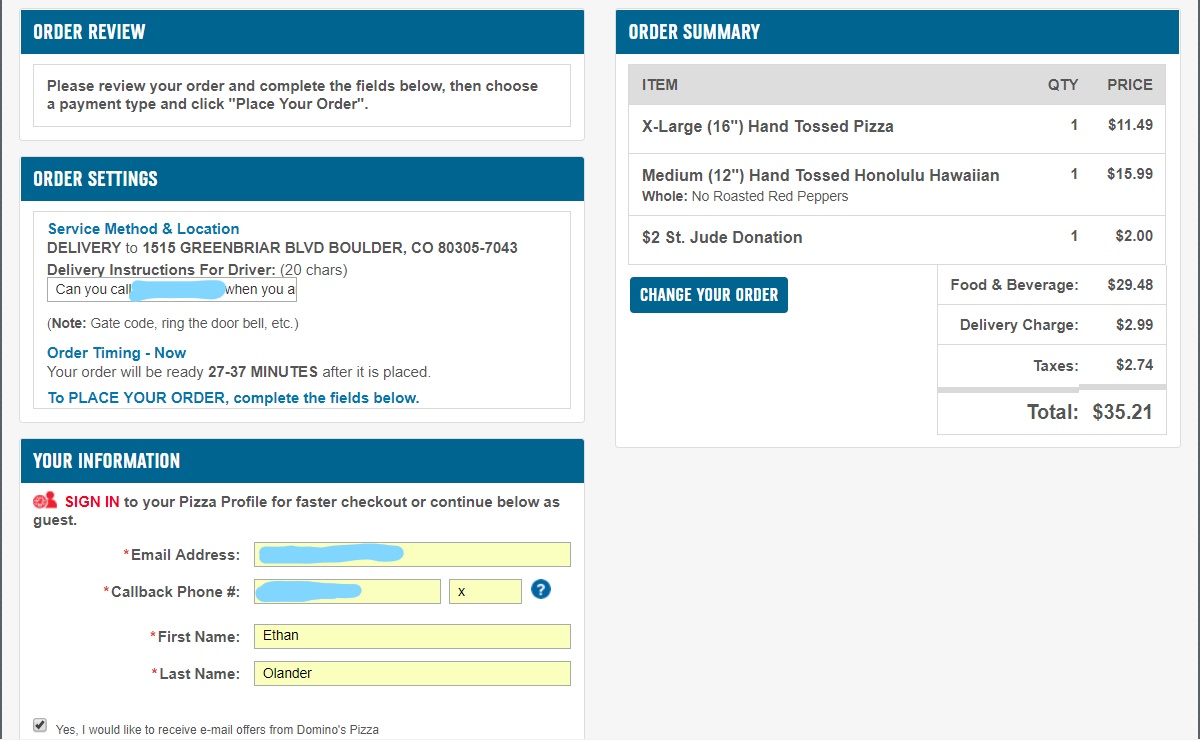 ORDER REVIEW
Please review your order and complete the fields below, then choose
a payment type and click "Place Your Order".
ORDER SETTINGS
Service Method & Location
DELIVERY to 1515 GREENBRIAR BLVD BOULDER, CO 80305-7043
Delivery Instructions For Driver: (20 chars)
Can you call when you a
(Note: Gate code, ring the door bell, etc.)
Order Timing - Now
Your order will be ready 27-37 MINUTES after it is placed.
To PLACE YOUR ORDER, complete the fields below.
YOUR INFORMATION
SIGN IN to your Pizza Profile for faster checkout or continue below as
guest.
*Email Address:
*Callback Phone #: x ?
*First Name: Ethan
*Last Name: Olander
Yes, I would like to receive e-mail offers from Domino's Pizza
ORDER SUMMARY
ITEM QTY PRICE
X-Large (16") Hand Tossed Pizza 1 $11.49
Medium (12") Hand Tossed Honolulu Hawaiian 1 $15.99
Whole: No Roasted Red Peppers
$2 St. Jude Donation 1 $2.00
CHANGE YOUR ORDER
Food & Beverage: $29.48
Delivery Charge: $2.99
Taxes: $2.74
Total: $35.21